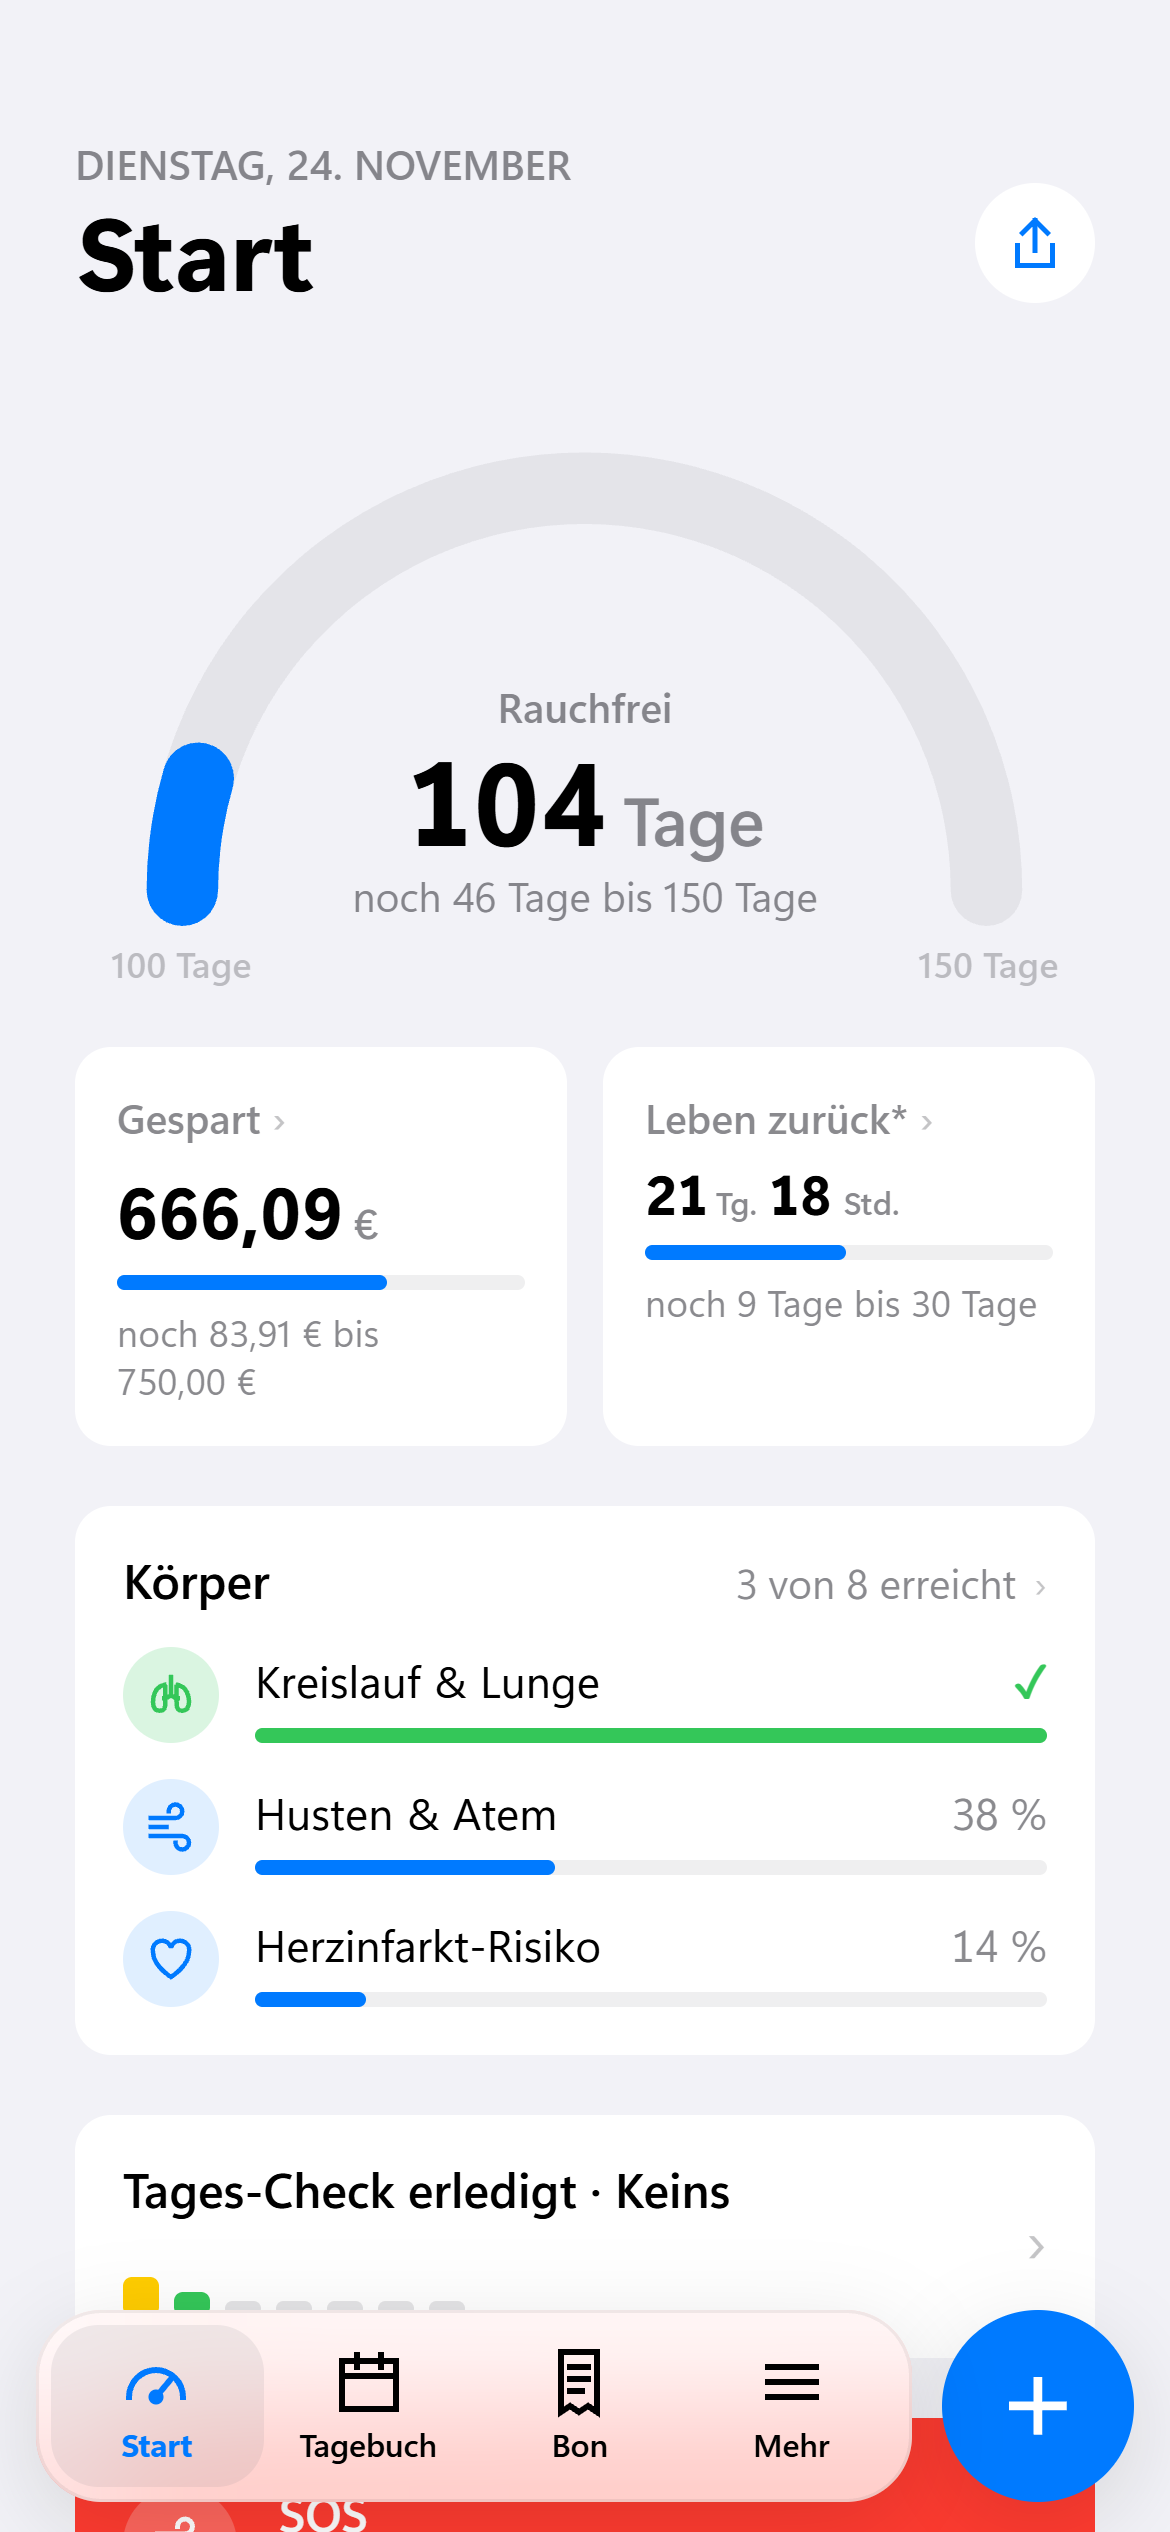 DIENSTAG, 24. NOVEMBER
Start
Rauchfrei
104 Tage
noch 46 Tage bis 150 Tage
100 Tage
150 Tage
Gespart ›
666,09 €
noch 83,91 € bis
750,00 €
Leben zurück* ›
21 Tg. 18 Std.
noch 9 Tage bis 30 Tage
Körper
3 von 8 erreicht ›
Kreislauf & Lunge ✓
Husten & Atem 38 %
Herzinfarkt-Risiko 14 %
Tages-Check erledigt · Keins ›
Start
Tagebuch
Bon
Mehr
SOS